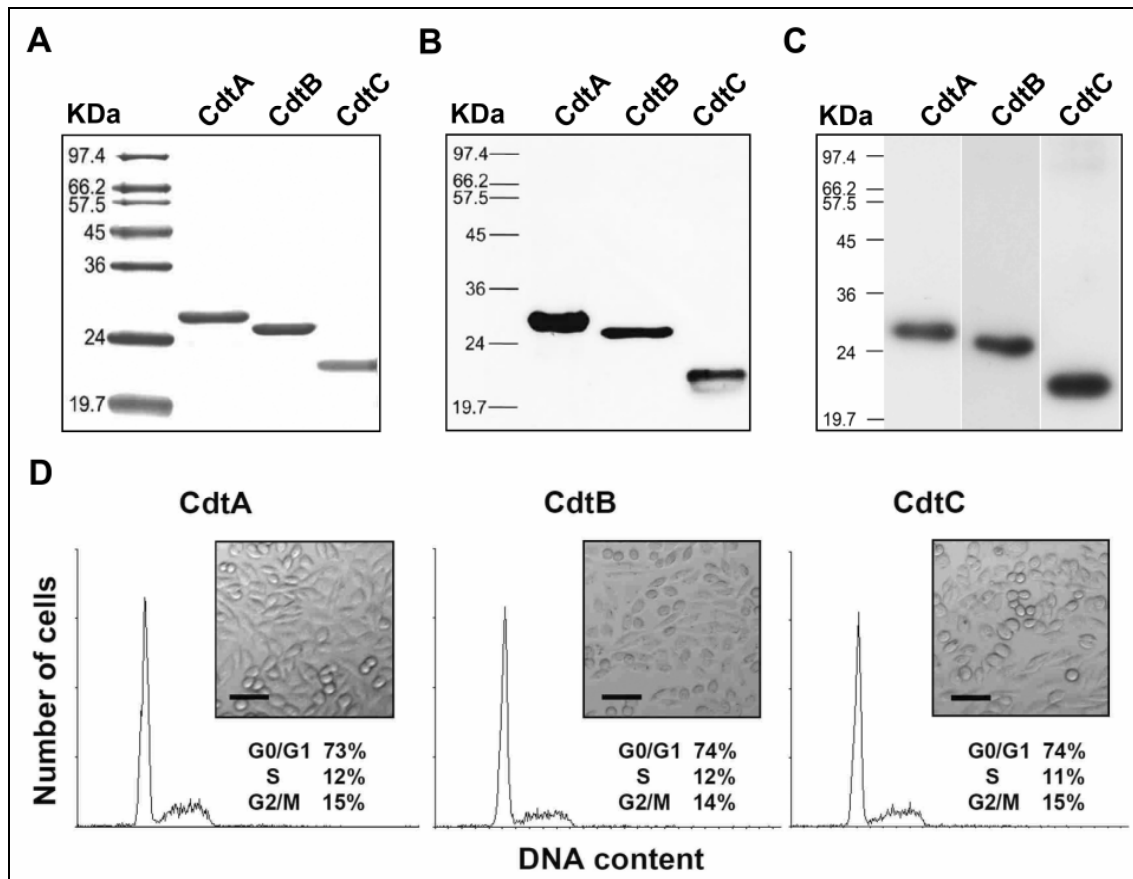 A
KDa
CdtA
CdtB
CdtC
97.4
66.2
57.5
45
36
24
19.7
B
KDa
CdtA
CdtB
CdtC
97.4
66.2
57.5
45
36
24
19.7
C
KDa
CdtA
CdtB
CdtC
97.4
66.2
57.5
45
36
24
19.7
D
CdtA
CdtB
CdtC
Number of cells
G0/G1 73%
S 12%
G2/M 15%
G0/G1 74%
S 12%
G2/M 14%
G0/G1 74%
S 11%
G2/M 15%
DNA content